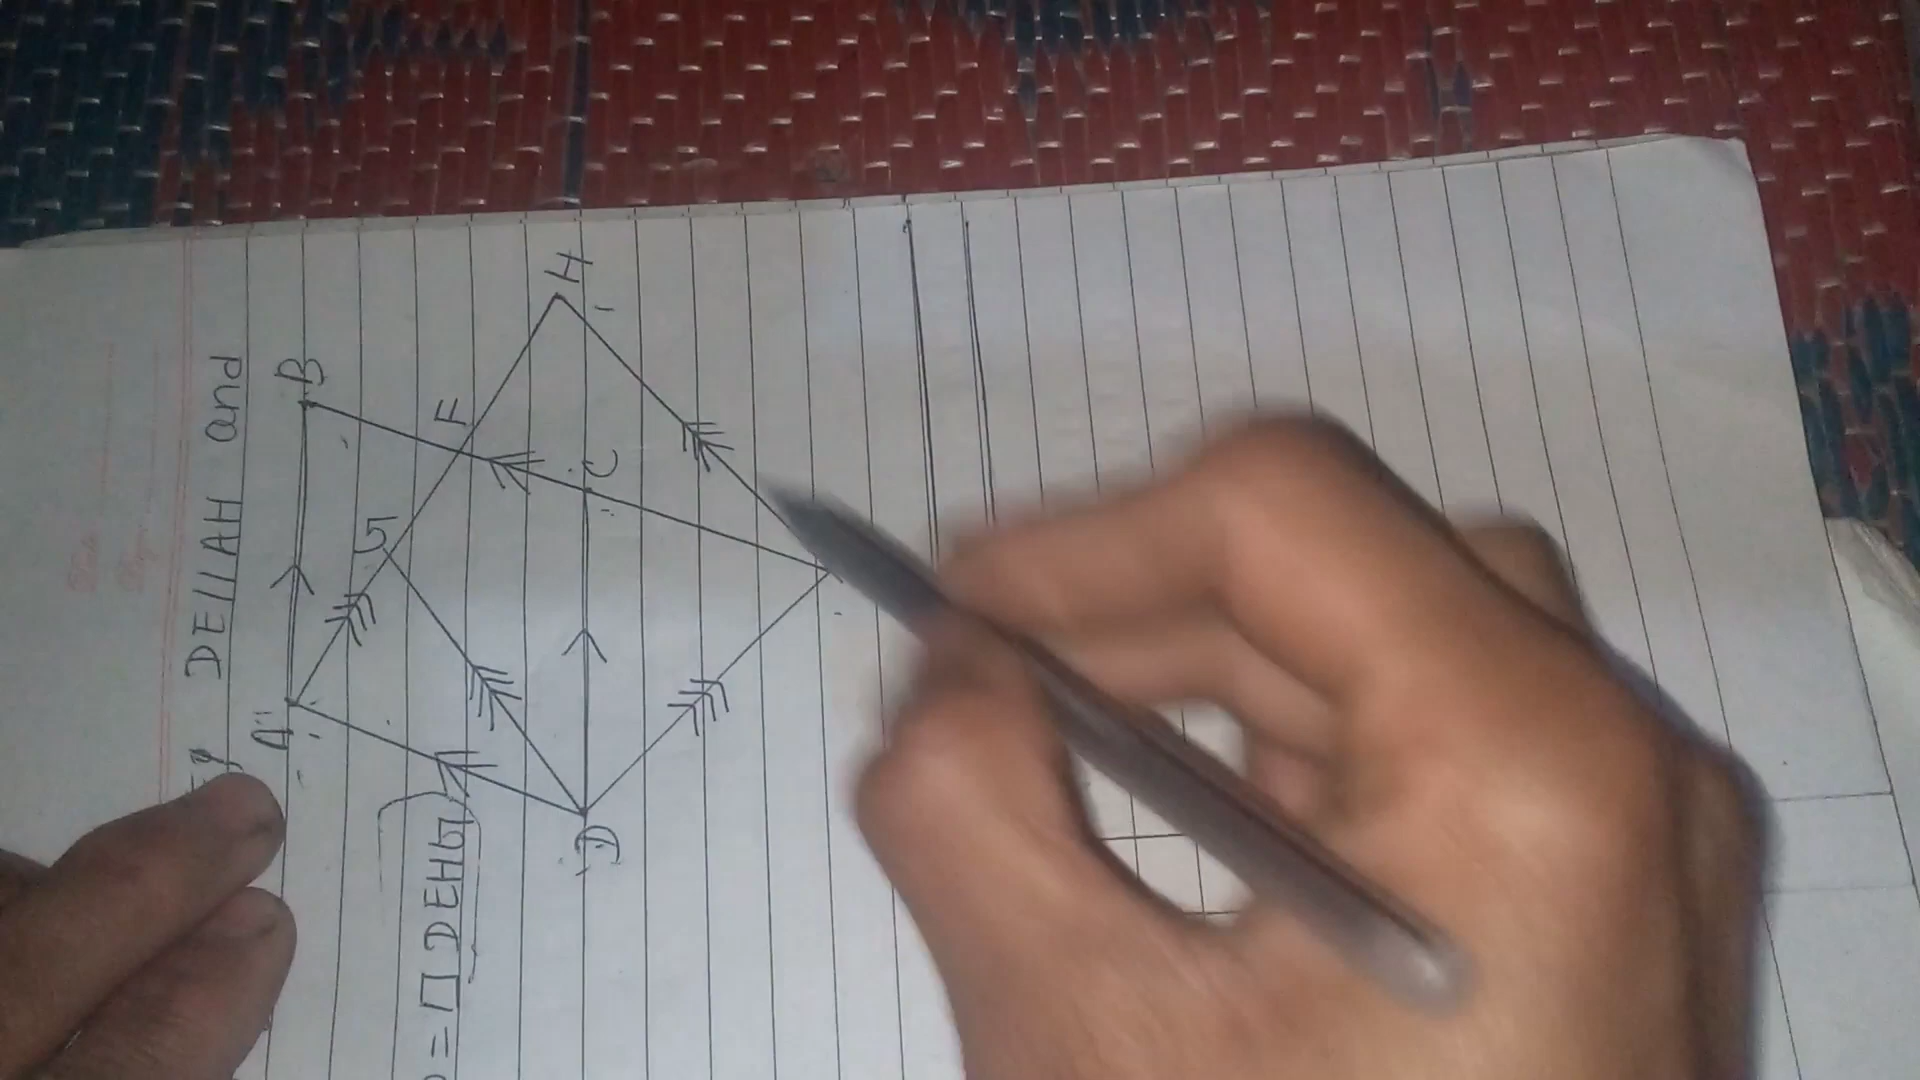 DE||AH and
= ⊓DEHG
A
B
F
H
G
C
D